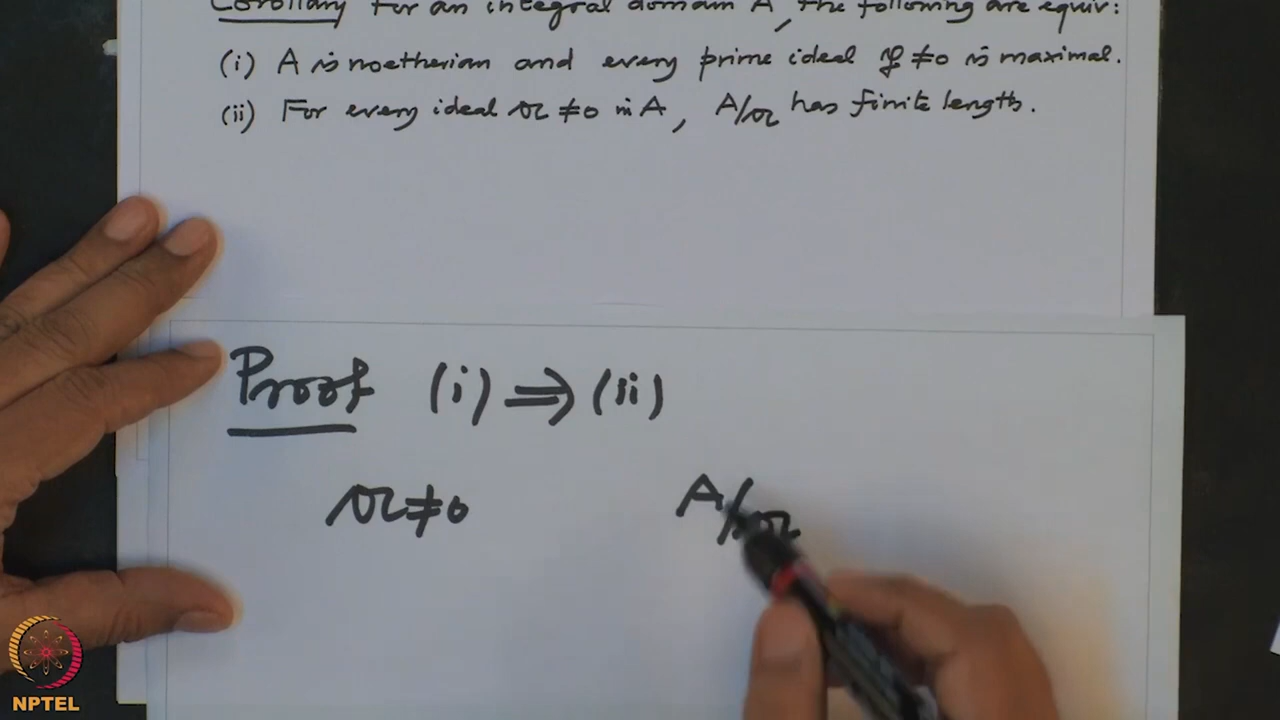 Corollary For an integral domain A, the following are equiv:
(i) A is noetherian and every prime ideal 𝔭 ≠ 0 is maximal.
(ii) For every ideal 𝔞 ≠ 0 in A, A/𝔞 has finite length.
Proof (i) ⇒ (ii)
𝔞 ≠ 0 A/𝔞
NPTEL